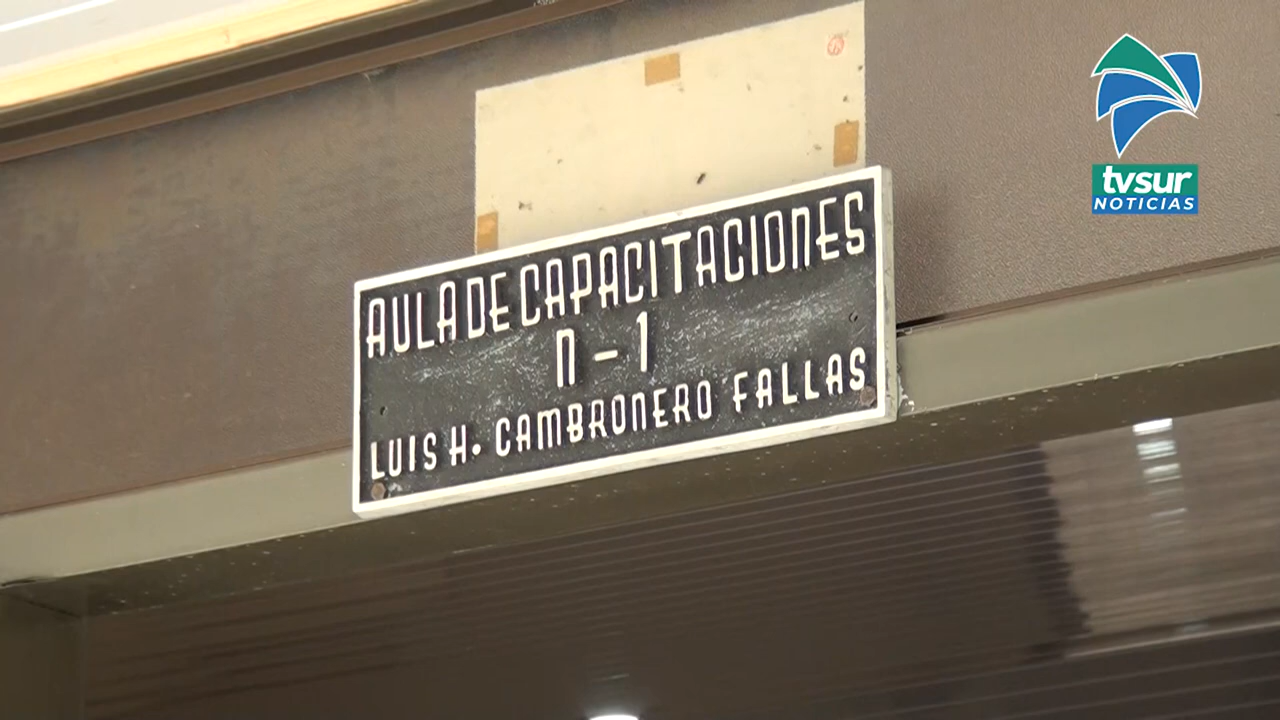 AULA DE CAPACITACIONES
N - 1
LUIS H. CAMBRONERO FALLAS
tvsur
NOTICIAS